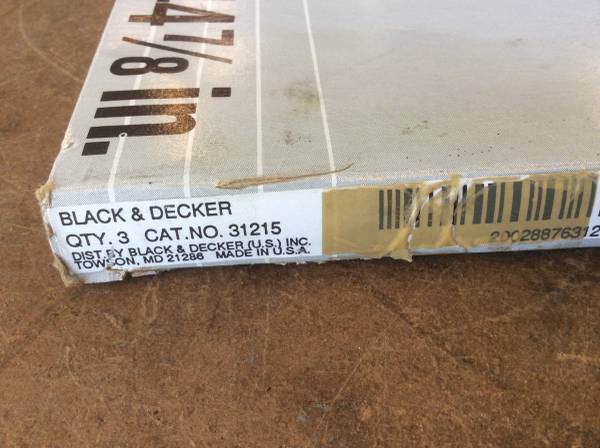 47/8 in.
BLACK & DECKER
QTY. 3 CAT.NO. 31215
DIST. BY BLACK & DECKER (U.S.) INC.
TOWSON, MD 21286 MADE IN U.S.A.